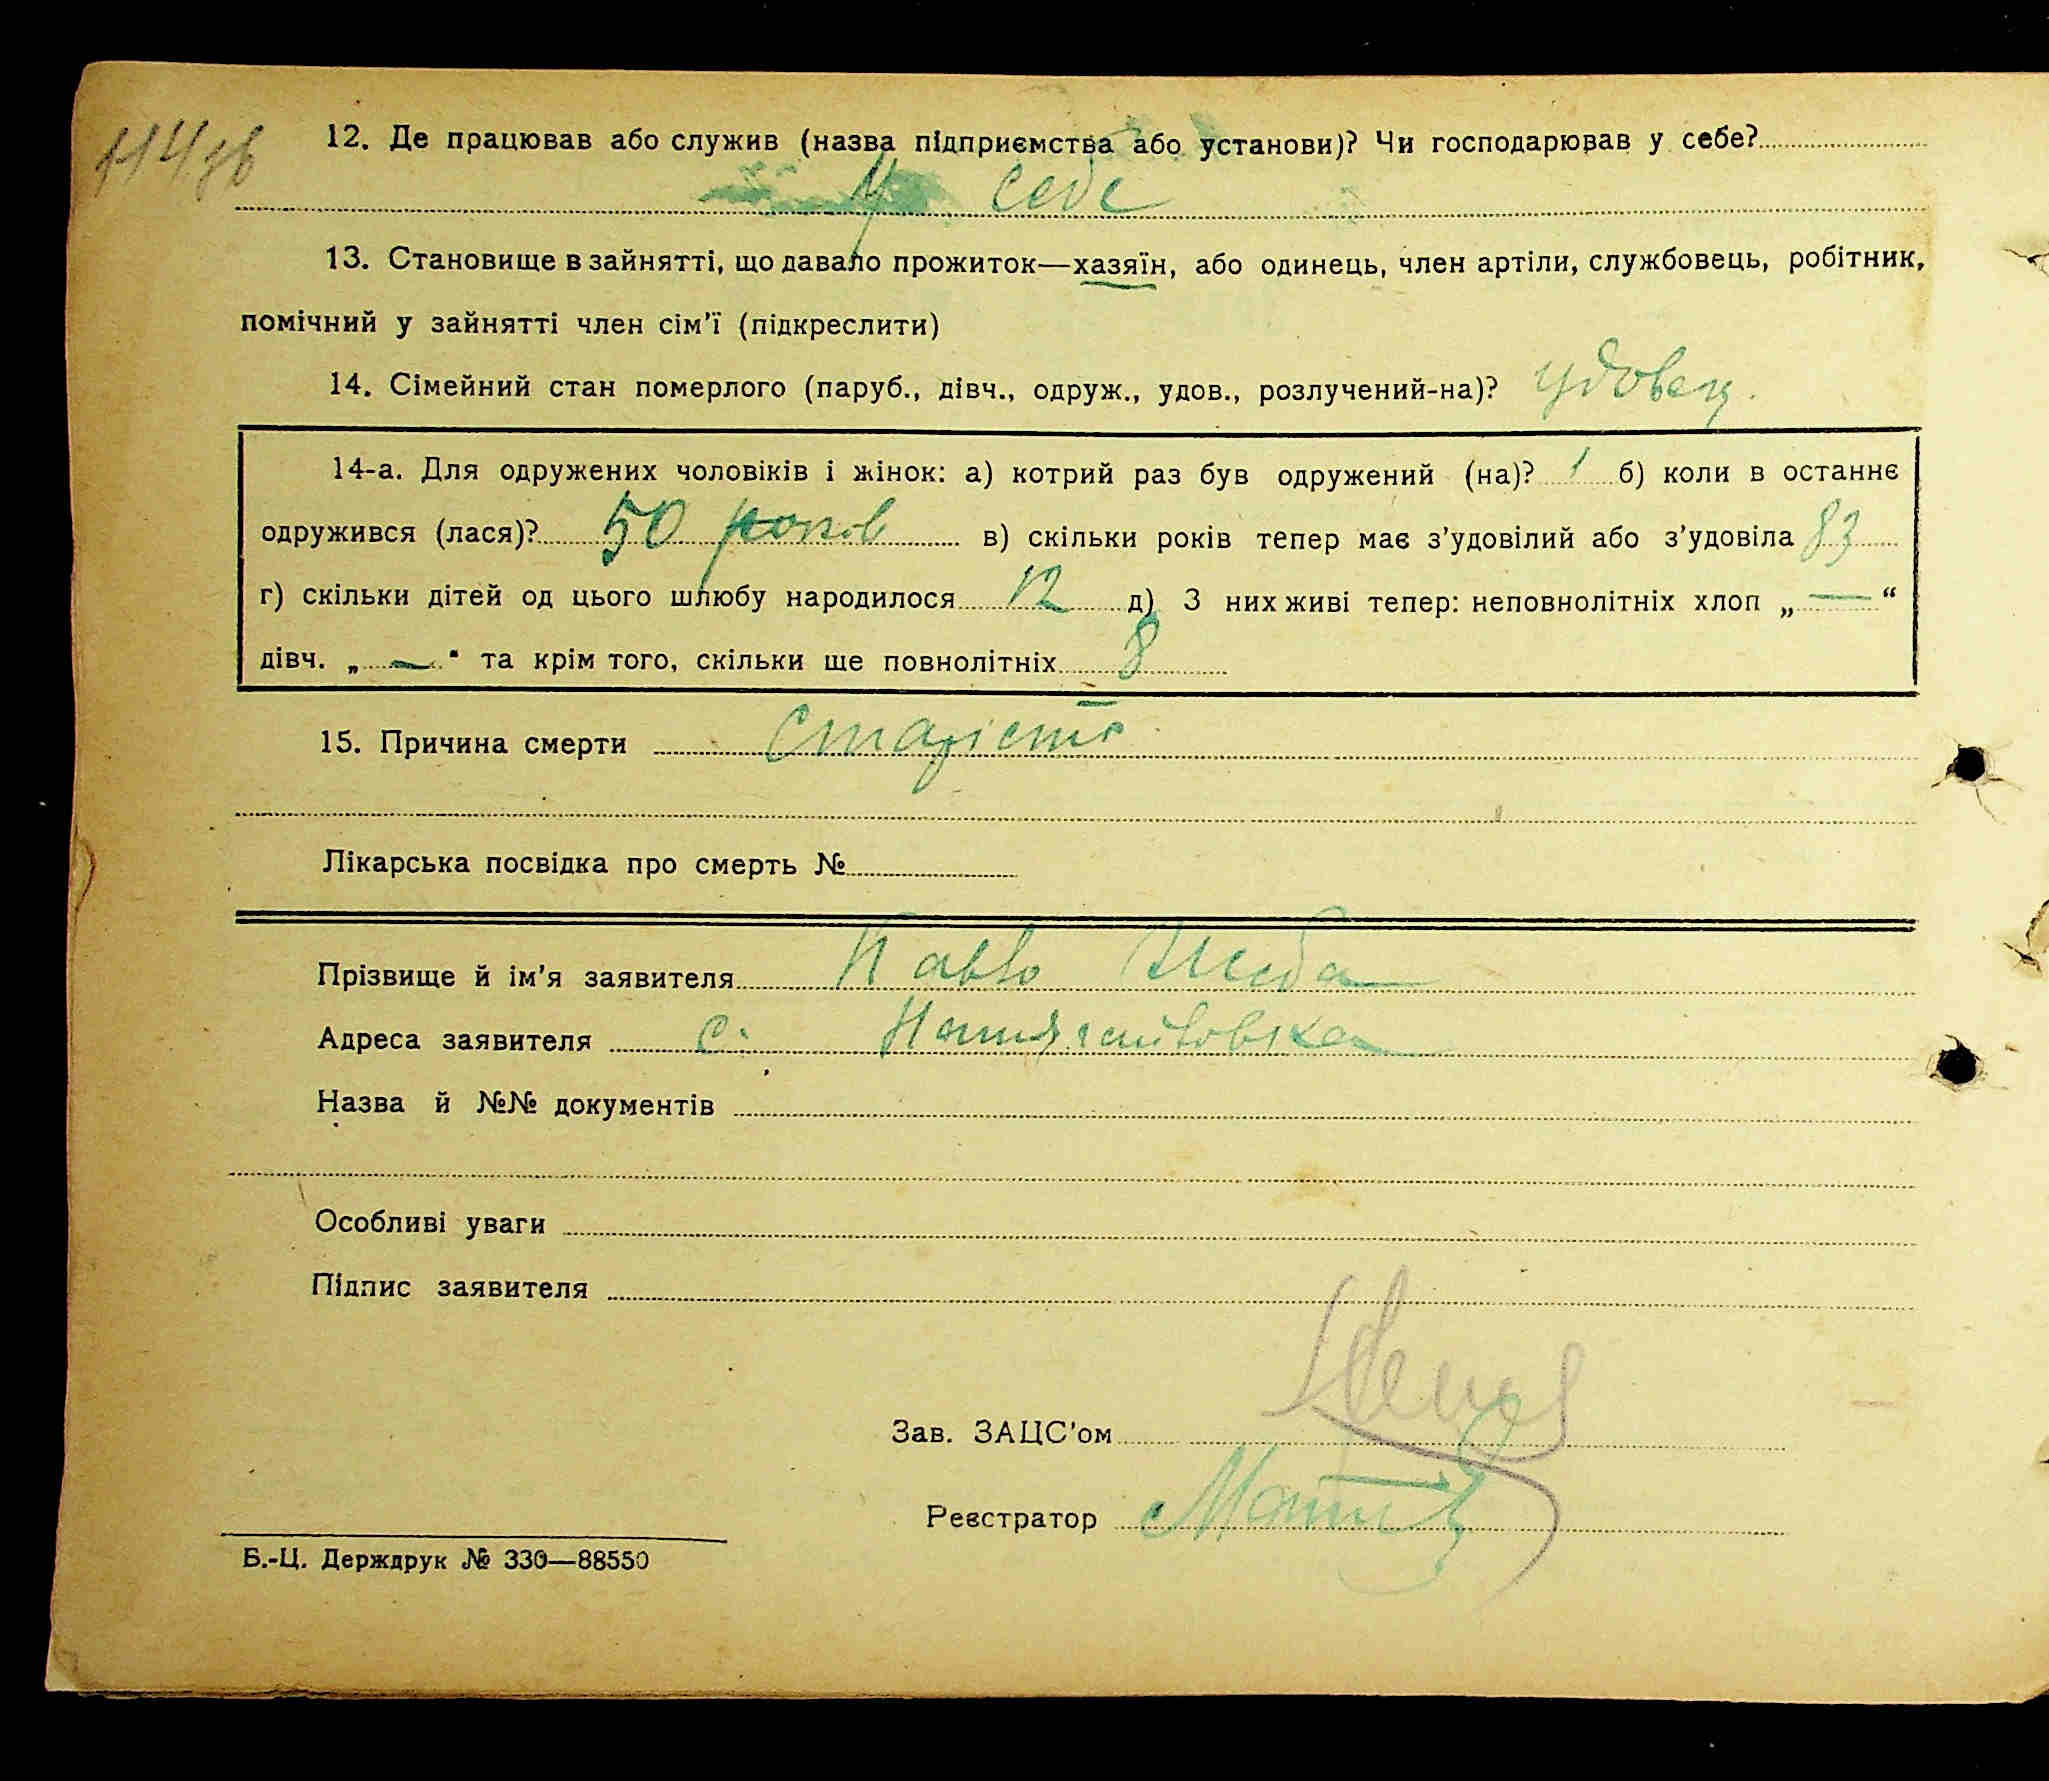 114 зв
12. Де працював або служив (назва підприємства або установи)? Чи господарював у себе?
У себе
13. Становище в зайнятті, що давало прожиток—хазяїн, або одинець, член артіли, службовець, робітник,
помічний у зайнятті член сім'ї (підкреслити)
14. Сімейний стан померлого (паруб., дівч., одруж., удов., розлучений-на)? удовец.
14-а. Для одружених чоловіків і жінок: а) котрий раз був одружений (на)? 1 б) коли в останнє
одружився (лася)? 50 років в) скільки років тепер має з'удовілий або з'удовіла 83
г) скільки дітей од цього шлюбу народилося 12 д) З них живі тепер: неповнолітніх хлоп „—“
дівч. „—" та крім того, скільки ще повнолітніх 8
15. Причина смерти старість
Лікарська посвідка про смерть №
Прізвище й ім'я заявителя Павло
Адреса заявителя с.
Назва й №№ документів
Особливі уваги
Підпис заявителя
Зав. ЗАЦС'ом
Реєстратор
Б.-Ц. Держдрук № 330—88550